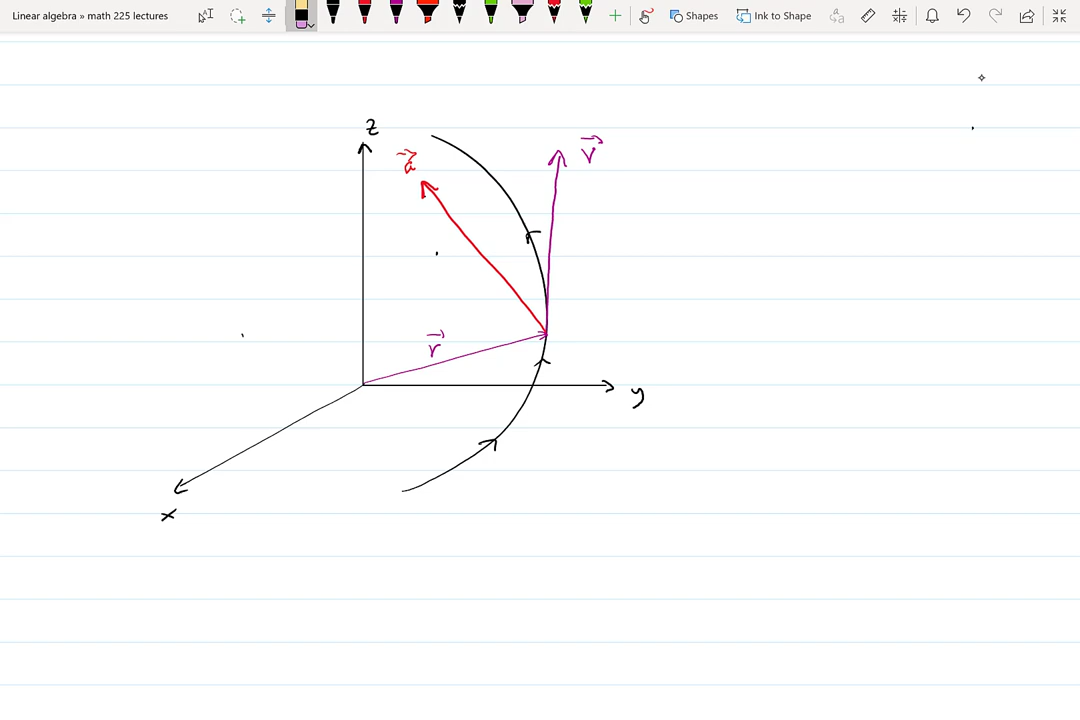 Linear algebra » math 225 lectures
Shapes
Ink to Shape
z
a⃗
v⃗
r⃗
y
x